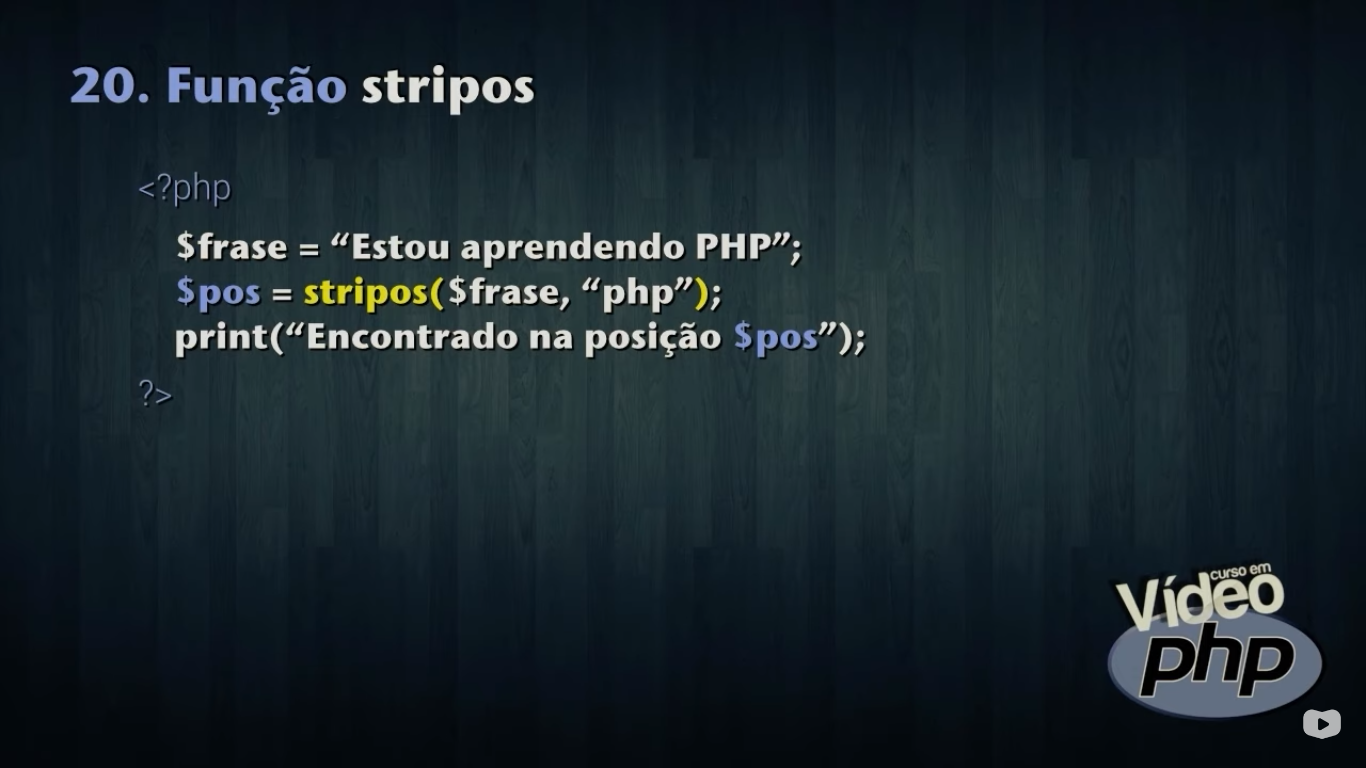 20. Função stripos
<?php
$frase = “Estou aprendendo PHP”;
$pos = stripos($frase, “php”);
print(“Encontrado na posição $pos”);
?>
curso em
Vídeo
php